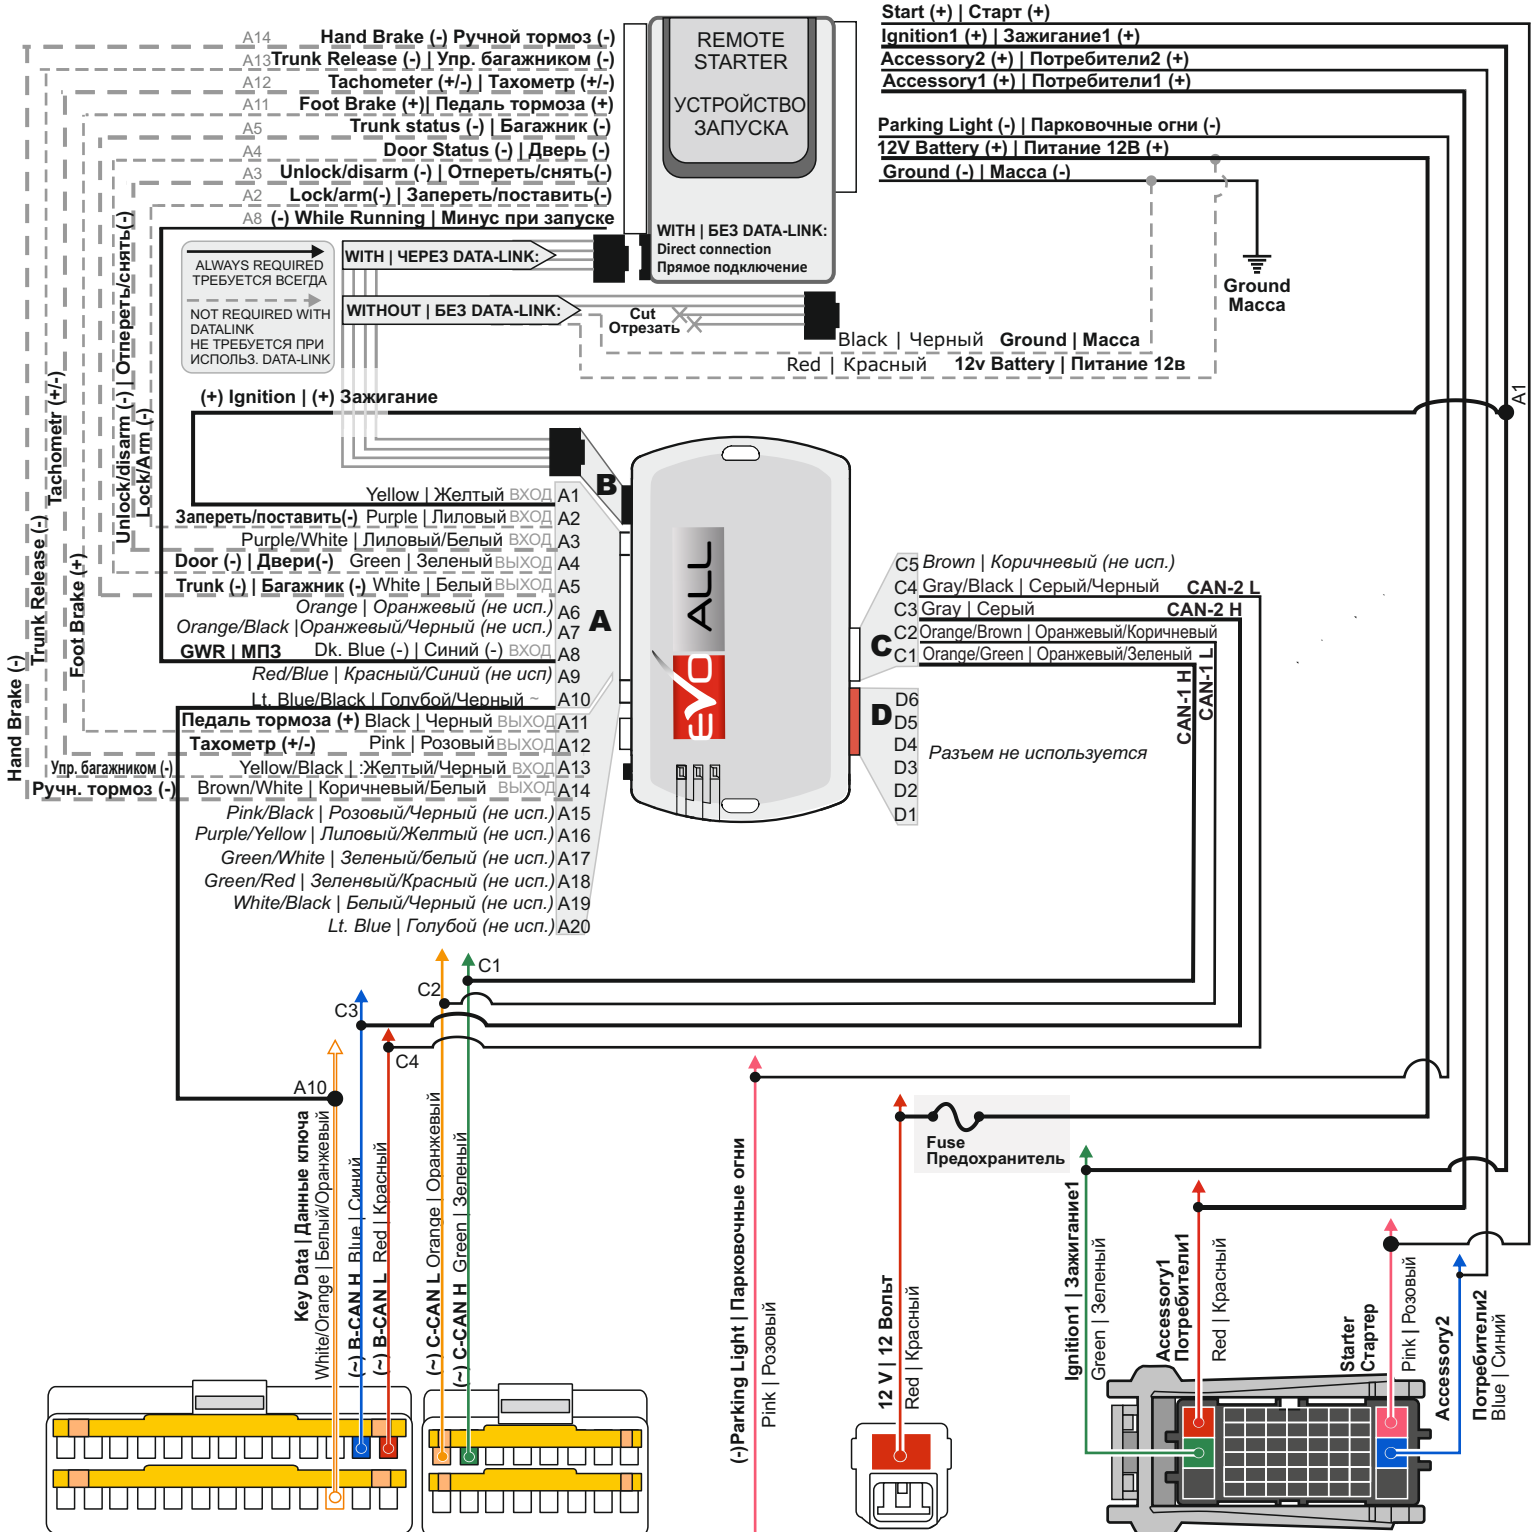 A14 Hand Brake (-) Ручной тормоз (-)
A13 Trunk Release (-) | Упр. багажником (-)
A12 Tachometer (+/-) | Тахометр (+/-)
A11 Foot Brake (+)| Педаль тормоза (+)
A5 Trunk status (-) | Багажник (-)
A4 Door Status (-) | Дверь (-)
A3 Unlock/disarm (-) | Отпереть/снять(-)
A2 Lock/arm(-) | Запереть/поставить(-)
A8 (-) While Running | Минус при запуске
REMOTE
STARTER
УСТРОЙСТВО
ЗАПУСКА
WITH | БЕЗ DATA-LINK:
Direct connection
Прямое подключение
Start (+) | Старт (+)
Ignition1 (+) | Зажигание1 (+)
Accessory2 (+) | Потребители2 (+)
Accessory1 (+) | Потребители1 (+)
Parking Light (-) | Парковочные огни (-)
12V Battery (+) | Питание 12В (+)
Ground (-) | Масса (-)
Ground
Масса
ALWAYS REQUIRED
ТРЕБУЕТСЯ ВСЕГДА
NOT REQUIRED WITH
DATALINK
НЕ ТРЕБУЕТСЯ ПРИ
ИСПОЛЬЗ. DATA-LINK
WITH | ЧЕРЕЗ DATA-LINK:
WITHOUT | БЕЗ DATA-LINK:
Cut
Отрезать
Black | Черный Ground | Масса
Red | Красный 12v Battery | Питание 12в
(+) Ignition | (+) Зажигание
A1
Hand Brake (-)
Trunk Release (-)
Tachometr (+/-)
Foot Brake (+)
Unlock/disarm (-) | Отпереть/снять(-)
Lock/Arm (-)
B
Yellow | Желтый ВХОД A1
Запереть/поставить(-) Purple | Лиловый ВХОД A2
Purple/White | Лиловый/Белый ВХОД A3
Door (-) | Двери(-) Green | Зеленый ВЫХОД A4
Trunk (-) | Багажник (-) White | Белый ВЫХОД A5
Orange | Оранжевый (не исп.) A6
Orange/Black |Оранжевый/Черный (не исп.) A7
GWR | МПЗ Dk. Blue (-) | Синий (-) ВХОД A8
Red/Blue | Красный/Синий (не исп) A9
Lt. Blue/Black | Голубой/Черный ~ A10
Педаль тормоза (+) Black | Черный ВЫХОД A11
Тахометр (+/-) Pink | Розовый ВЫХОД A12
Упр. багажником (-) Yellow/Black | :Желтый/Черный ВХОД A13
Ручн. тормоз (-) Brown/White | Коричневый/Белый ВЫХОД A14
Pink/Black | Розовый/Черный (не исп.) A15
Purple/Yellow | Лиловый/Желтый (не исп.) A16
Green/White | Зеленый/белый (не исп.) A17
Green/Red | Зеленвый/Красный (не исп.) A18
White/Black | Белый/Черный (не исп.) A19
Lt. Blue | Голубой (не исп.) A20
A
EVO ALL
C
C5 Brown | Коричневый (не исп.)
C4 Gray/Black | Серый/Черный CAN-2 L
C3 Gray | Серый CAN-2 H
C2 Orange/Brown | Оранжевый/Коричневый
C1 Orange/Green | Оранжевый/Зеленый
CAN-1 H
CAN-1 L
D
D6
D5
D4
D3
D2
D1
Разъем не используется
C1
C2
C3
C4
A10
Key Data | Данные ключа
White/Orange | Белый/Оранжевый
(~) B-CAN H Blue | Синий
(~) B-CAN L Red | Красный
(~) C-CAN L Orange | Оранжевый
(~) C-CAN H Green | Зеленый
(-)Parking Light | Парковочные огни
Pink | Розовый
Fuse
Предохранитель
12 V | 12 Вольт
Red | Красный
Ignition1 | Зажигание1
Green | Зеленый
Accessory1
Потребители1
Red | Красный
Starter
Стартер
Pink | Розовый
Accessory2
Потребители2
Blue | Синий